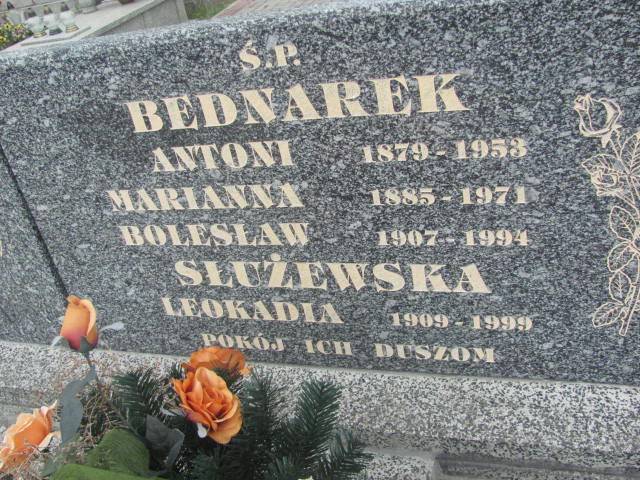 Ś.P.
BEDNAREK
ANTONI 1879 - 1953
MARIANNA 1885 - 1971
BOLESŁAW 1907 - 1994
SŁUŻEWSKA
LEOKADIA 1909 - 1999
POKÓJ ICH DUSZOM